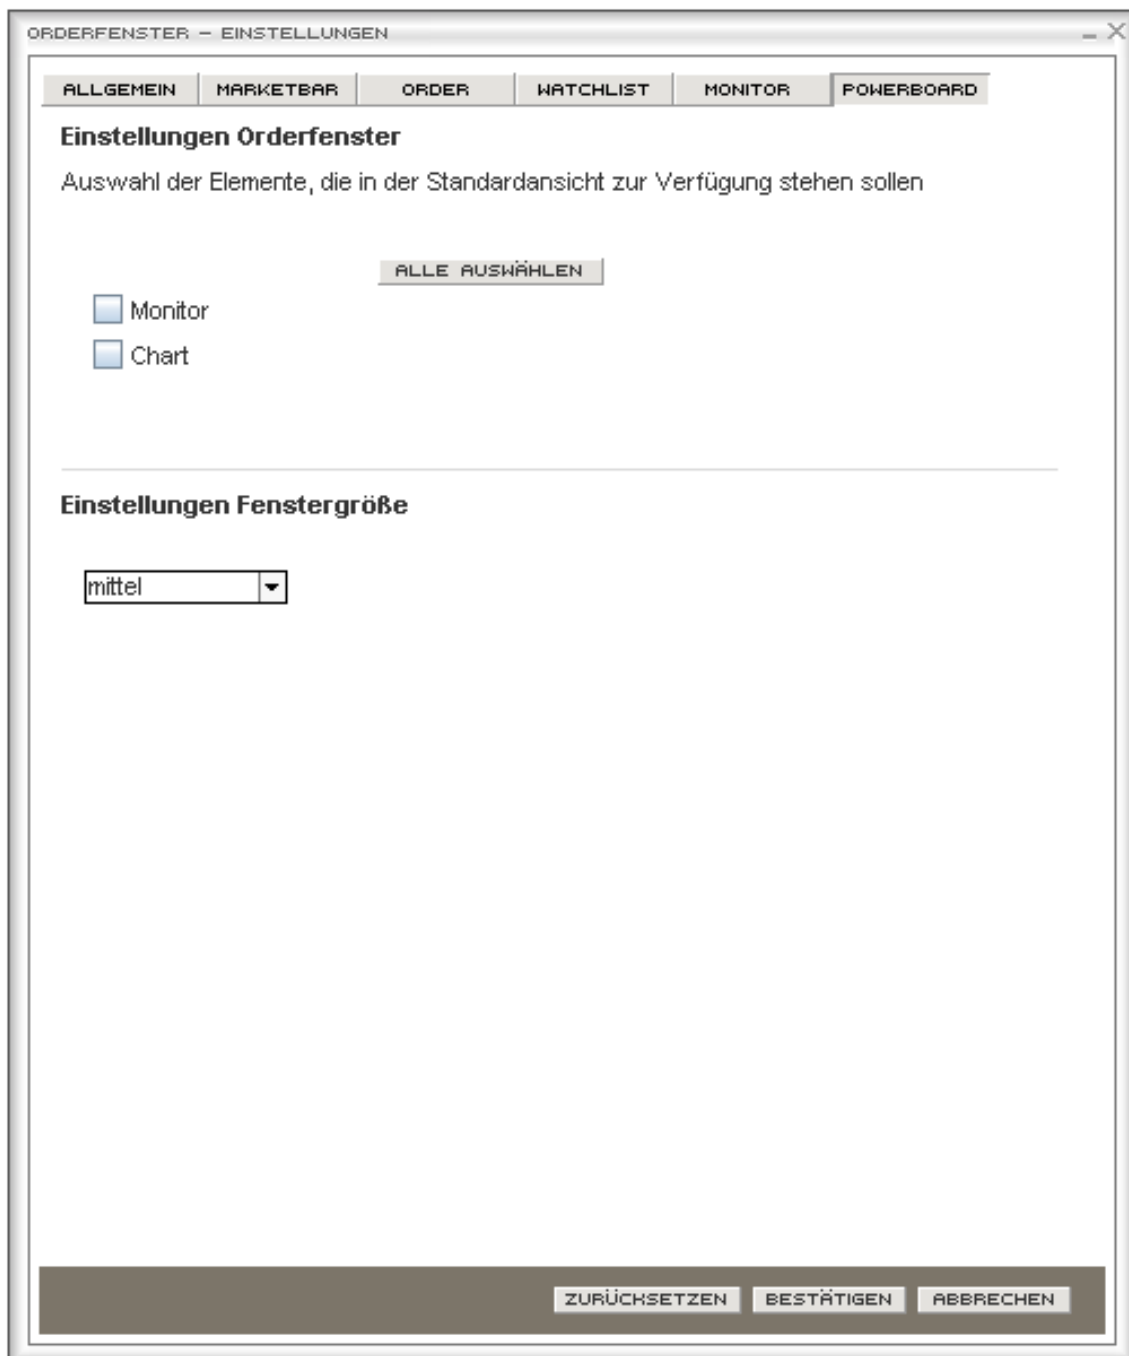 ORDERFENSTER – EINSTELLUNGEN
ALLGEMEIN MARKETBAR ORDER WATCHLIST MONITOR POWERBOARD
Einstellungen Orderfenster
Auswahl der Elemente, die in der Standardansicht zur Verfügung stehen sollen
ALLE AUSWÄHLEN
Monitor
Chart
Einstellungen Fenstergröße
mittel
ZURÜCKSETZEN BESTÄTIGEN ABBRECHEN